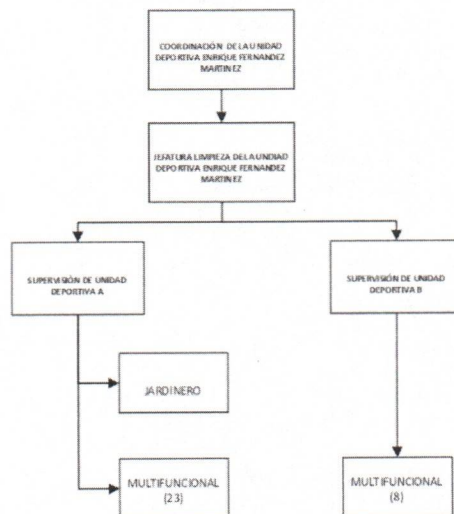 COORDINACIÓN DE LA UNIDAD
DEPORTIVA ENRIQUE FERNANDEZ
MARTINEZ
JEFATURA LIMPIEZA DE LA UNDIAD
DEPORTIVA ENRIQUE FERNANDEZ
MARTINEZ
SUPERVISIÓN DE UNIDAD
DEPORTIVA A
SUPERVISIÓN DE UNIDAD
DEPORTIVA B
JARDINERO
MULTIFUNCIONAL
(23)
MULTIFUNCIONAL
(8)